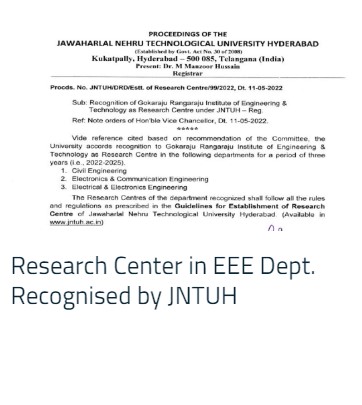 PROCEEDINGS OF THE
JAWAHARLAL NEHRU TECHNOLOGICAL UNIVERSITY HYDERABAD
(Established by Govt. Act No. 30 of 2008)
Kukatpally, Hyderabad – 500 085, Telangana (India)
Present: Dr. M Manzoor Hussain
Registrar
Procds. No. JNTUH/DRD/Estt. of Research Centre/99/2022, Dt. 11-05-2022
Sub: Recognition of Gokaraju Rangaraju Institute of Engineering &
Technology as Research Centre under JNTUH – Reg.
Ref: Note orders of Hon'ble Vice Chancellor, Dt. 11-05-2022.
*****
Vide reference cited based on recommendation of the Committee, the
University accords recognition to Gokaraju Rangaraju Institute of Engineering &
Technology as Research Centre in the following departments for a period of three
years (i.e., 2022-2025).
1. Civil Engineering
2. Electronics & Communication Engineering
3. Electrical & Electronics Engineering
The Research Centres of the department recognized shall follow all the rules
and regulations as prescribed in the Guidelines for Establishment of Research
Centre of Jawaharlal Nehru Technological University Hyderabad. (Available in
www.jntuh.ac.in)
Research Center in EEE Dept.
Recognised by JNTUH